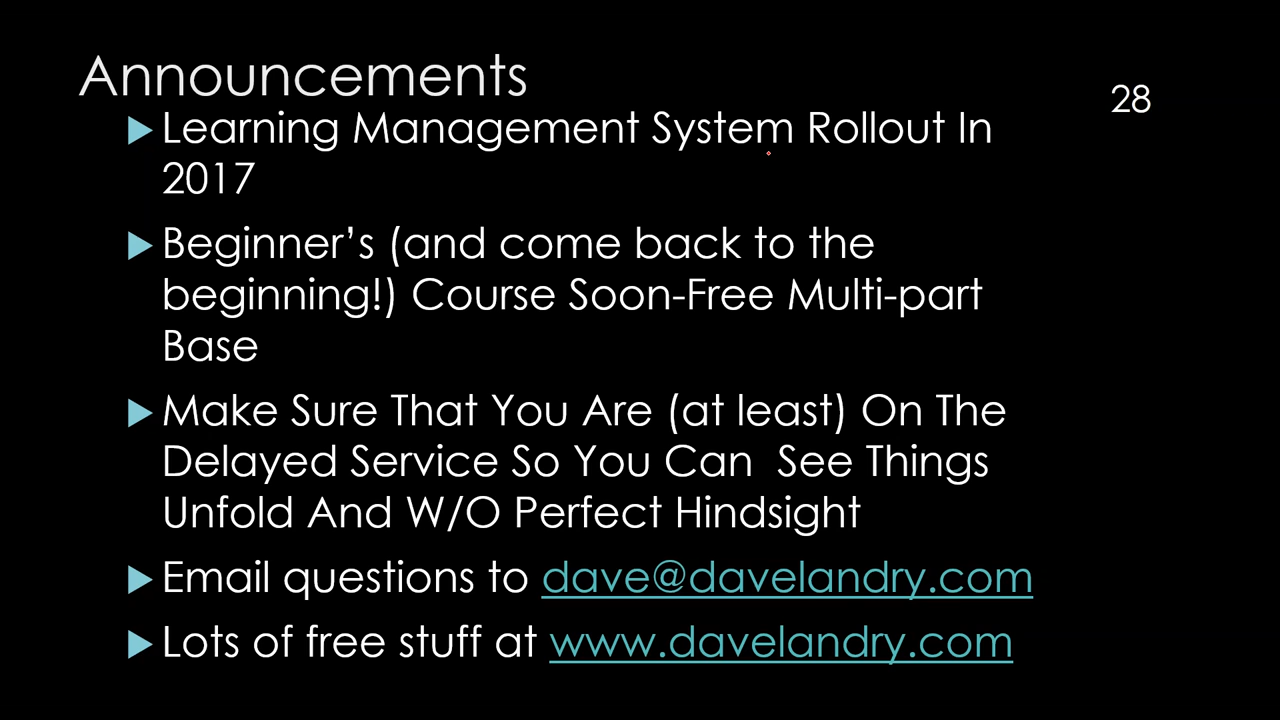 Announcements
28
Learning Management System Rollout In
2017
Beginner’s (and come back to the
beginning!) Course Soon-Free Multi-part
Base
Make Sure That You Are (at least) On The
Delayed Service So You Can  See Things
Unfold And W/O Perfect Hindsight
Email questions to dave@davelandry.com
Lots of free stuff at www.davelandry.com